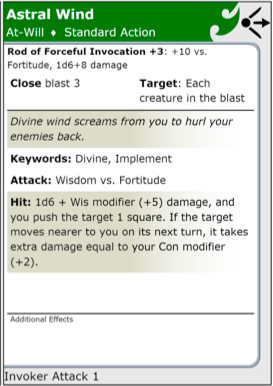 Astral Wind
At-Will ♦ Standard Action
Rod of Forceful Invocation +3: +10 vs.
Fortitude, 1d6+8 damage
Close blast 3 Target: Each
creature in the blast
Divine wind screams from you to hurl your
enemies back.
Keywords: Divine, Implement
Attack: Wisdom vs. Fortitude
Hit: 1d6 + Wis modifier (+5) damage, and
you push the target 1 square. If the target
moves nearer to you on its next turn, it takes
extra damage equal to your Con modifier
(+2).
Additional Effects
Invoker Attack 1